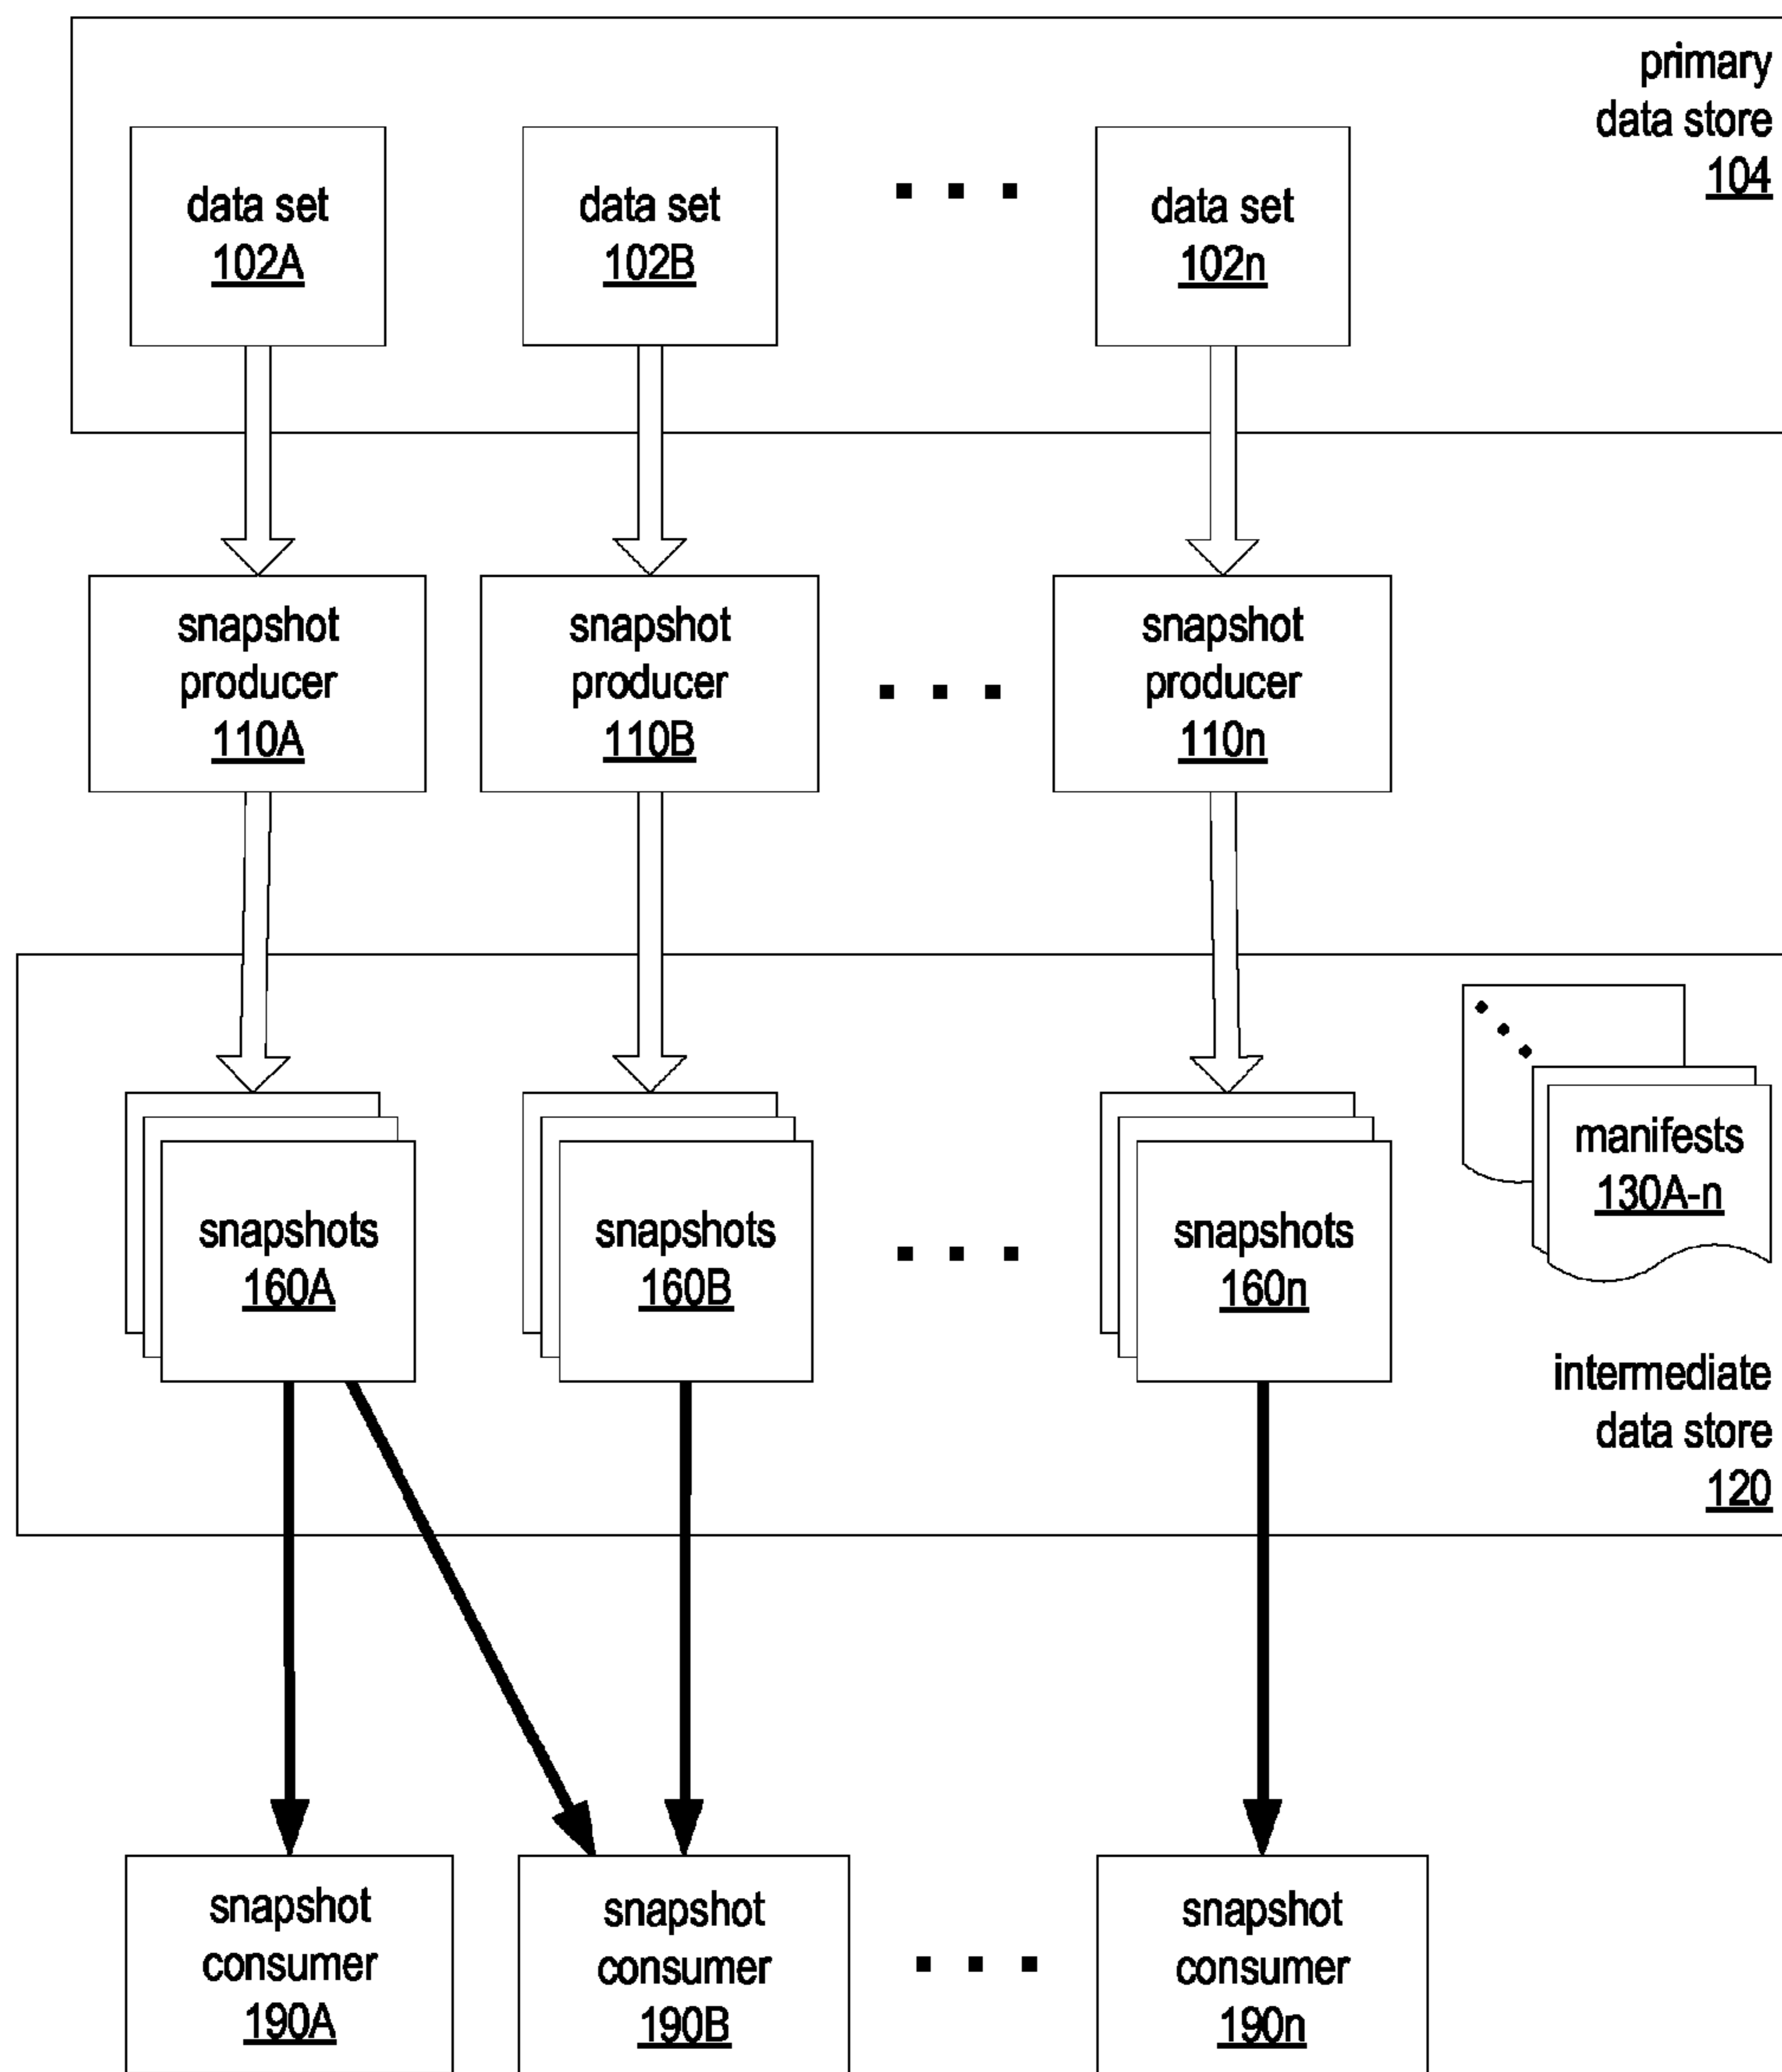 primary
data store
104
data set
102A
data set
102B
data set
102n
snapshot
producer
110A
snapshot
producer
110B
snapshot
producer
110n
manifests
130A-n
snapshots
160A
snapshots
160B
snapshots
160n
intermediate
data store
120
snapshot
consumer
190A
snapshot
consumer
190B
snapshot
consumer
190n